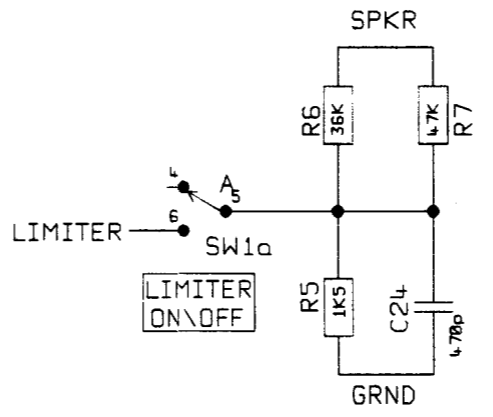 SPKR
R6
36K
47K
R7
4
A
5
6
LIMITER
SW1a
LIMITER
ON\OFF
R5
1K5
C24
470p
GRND